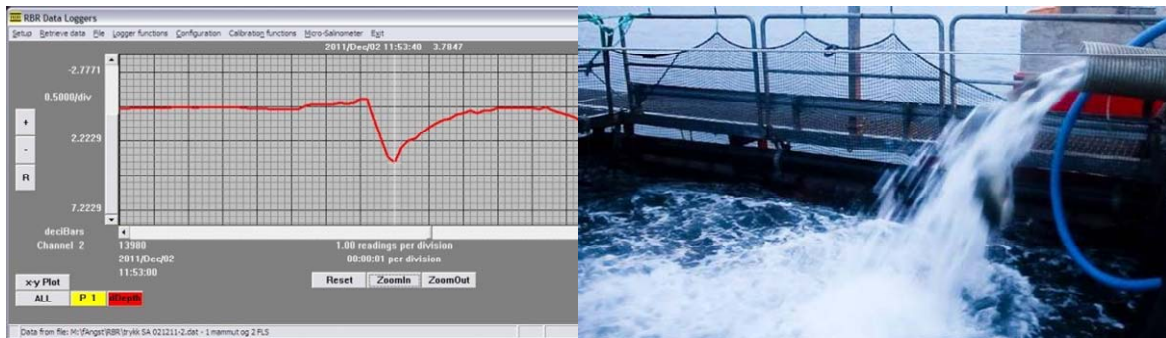 RBR Data Loggers
Setup Retrieve data File Logger functions Configuration Calibration functions Micro-Salinometer Exit
2011/Dec/02 11:53:40 3.7847
-2.7771
0.5000/div
+
2.2229
-
R
7.2229
deciBars
Channel 2 13980 1.00 readings per division
2011/Dec/02 00:00:01 per division
11:53:00
x-y Plot Reset ZoomIn ZoomOut
ALL P 1 dDepth
Data from file: M:\fAngst\RBR\trykk SA 021211-2.dat - 1 mammut og 2 FLS